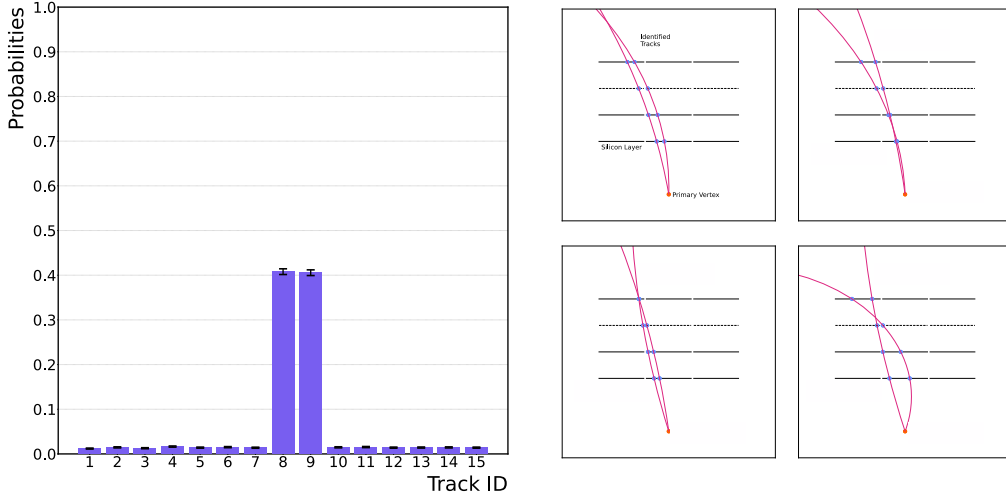 Probabilities
1.0
0.9
0.8
0.7
0.6
0.5
0.4
0.3
0.2
0.1
0.0
1 2 3 4 5 6 7 8 9 10 11 12 13 14 15
Track ID
Identified
Tracks
Silicon Layer
Primary Vertex